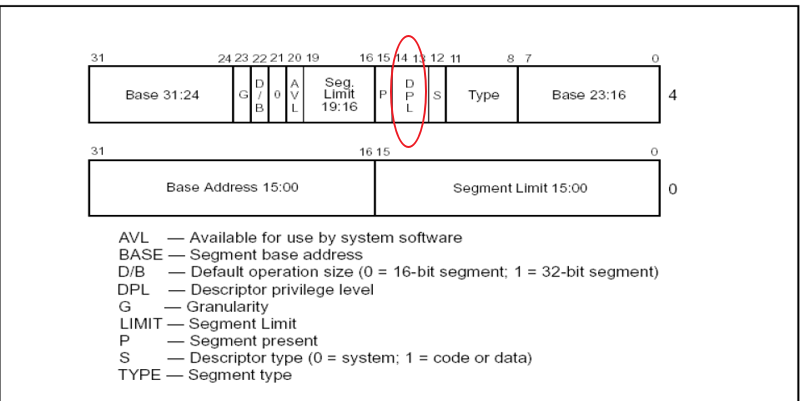 31 24 23 22 21 20 19 16 15 14 13 12 11 8 7 0
Base 31:24 G D/B 0 AVL Seg. Limit 19:16 P DPL S Type Base 23:16 4
31 16 15 0
Base Address 15:00 Segment Limit 15:00 0
AVL — Available for use by system software
BASE — Segment base address
D/B — Default operation size (0 = 16-bit segment; 1 = 32-bit segment)
DPL — Descriptor privilege level
G — Granularity
LIMIT — Segment Limit
P — Segment present
S — Descriptor type (0 = system; 1 = code or data)
TYPE — Segment type